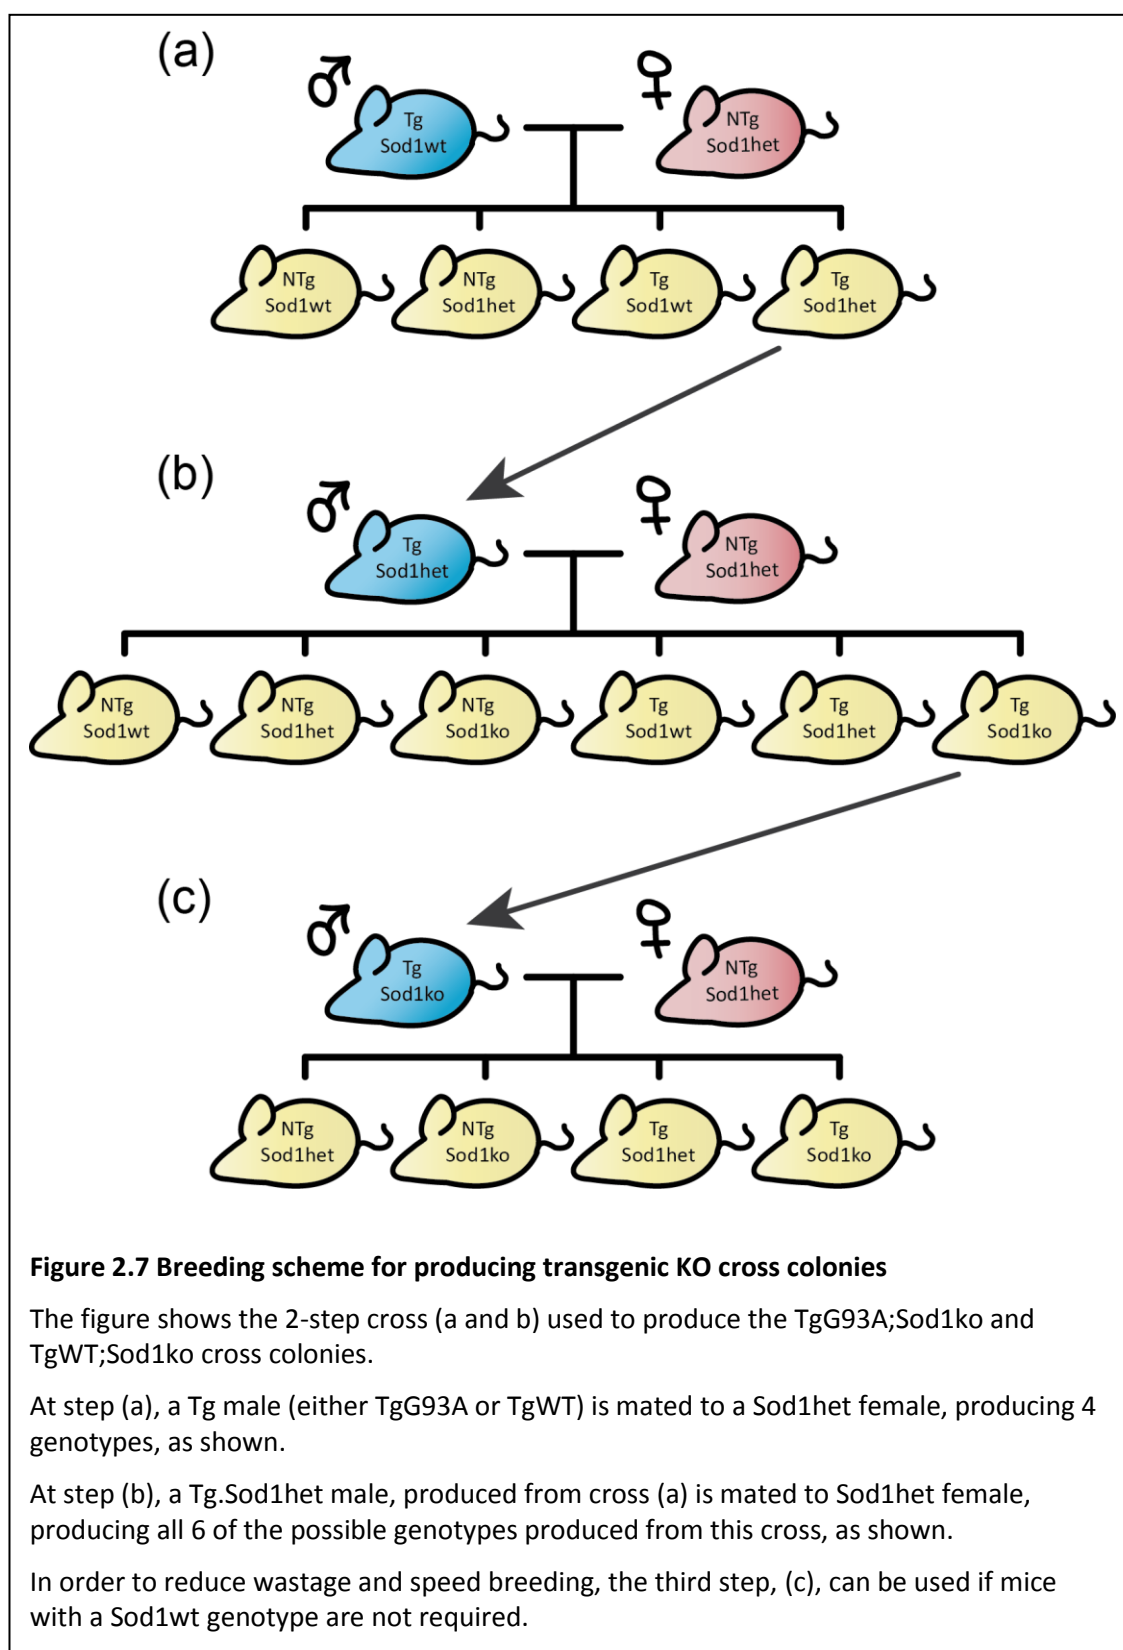 (a)
Tg
Sod1wt
NTg
Sod1het
NTg
Sod1wt
NTg
Sod1het
Tg
Sod1wt
Tg
Sod1het
(b)
Tg
Sod1het
NTg
Sod1het
NTg
Sod1wt
NTg
Sod1het
NTg
Sod1ko
Tg
Sod1wt
Tg
Sod1het
Tg
Sod1ko
(c)
Tg
Sod1ko
NTg
Sod1het
NTg
Sod1het
NTg
Sod1ko
Tg
Sod1het
Tg
Sod1ko
Figure 2.7 Breeding scheme for producing transgenic KO cross colonies
The figure shows the 2-step cross (a and b) used to produce the TgG93A;Sod1ko and
TgWT;Sod1ko cross colonies.
At step (a), a Tg male (either TgG93A or TgWT) is mated to a Sod1het female, producing 4
genotypes, as shown.
At step (b), a Tg.Sod1het male, produced from cross (a) is mated to Sod1het female,
producing all 6 of the possible genotypes produced from this cross, as shown.
In order to reduce wastage and speed breeding, the third step, (c), can be used if mice
with a Sod1wt genotype are not required.